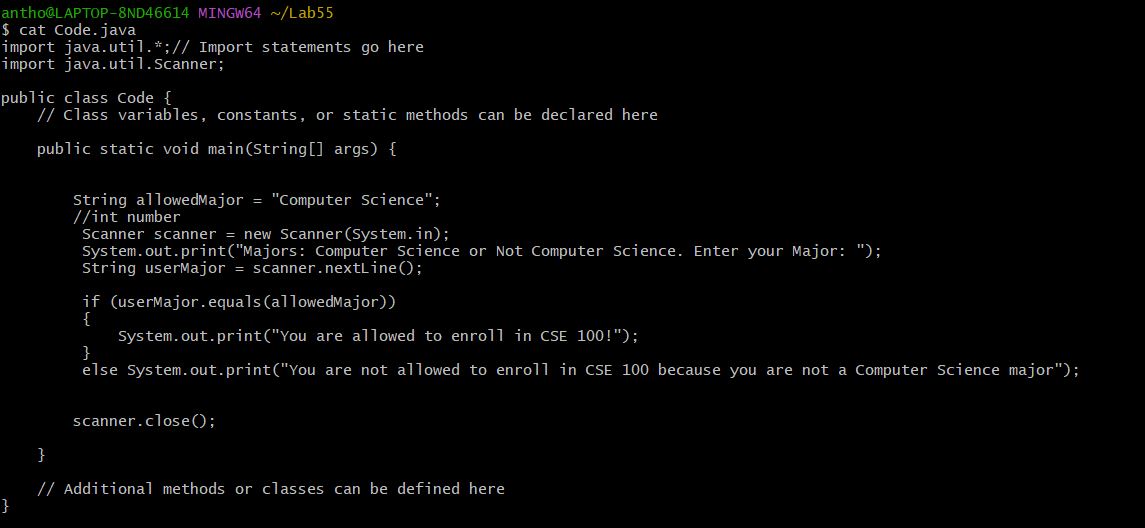 antho@LAPTOP-8ND46614 MINGW64 ~/Lab55
$ cat Code.java
import java.util.*;// Import statements go here
import java.util.Scanner;

public class Code {
    // Class variables, constants, or static methods can be declared here

    public static void main(String[] args) {


        String allowedMajor = "Computer Science";
        //int number
         Scanner scanner = new Scanner(System.in);
         System.out.print("Majors: Computer Science or Not Computer Science. Enter your Major: ");
         String userMajor = scanner.nextLine();

         if (userMajor.equals(allowedMajor))
         {
             System.out.print("You are allowed to enroll in CSE 100!");
         }
         else System.out.print("You are not allowed to enroll in CSE 100 because you are not a Computer Science major");


        scanner.close();

    }

    // Additional methods or classes can be defined here
}